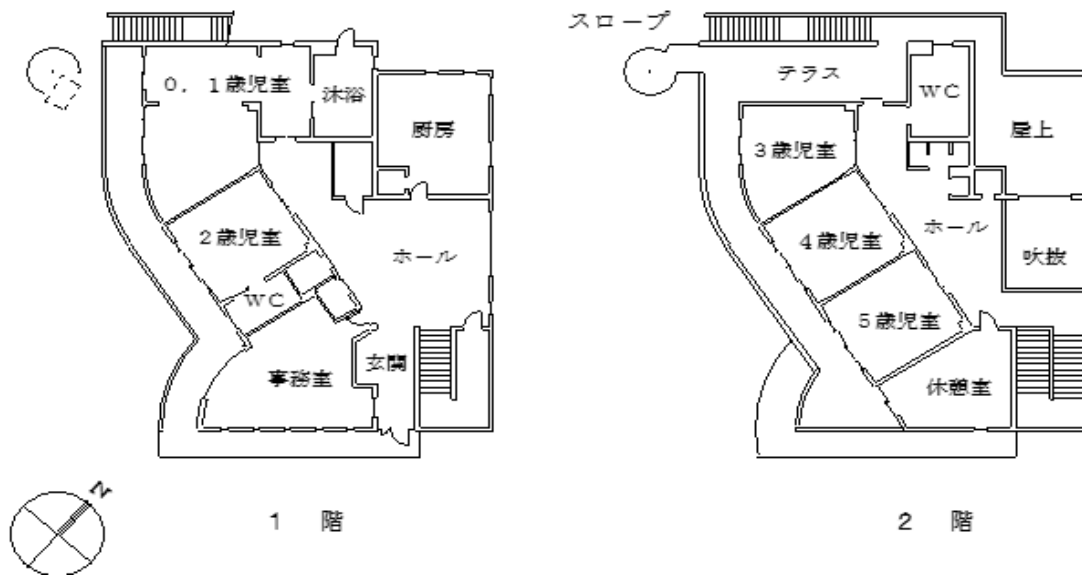 ０，１歳児室
沐浴
厨房
２歳児室
ホール
ＷＣ
玄関
事務室
N
１　階
スロープ
テラス
ＷＣ
屋上
３歳児室
４歳児室
ホール
吹抜
５歳児室
休憩室
２　階